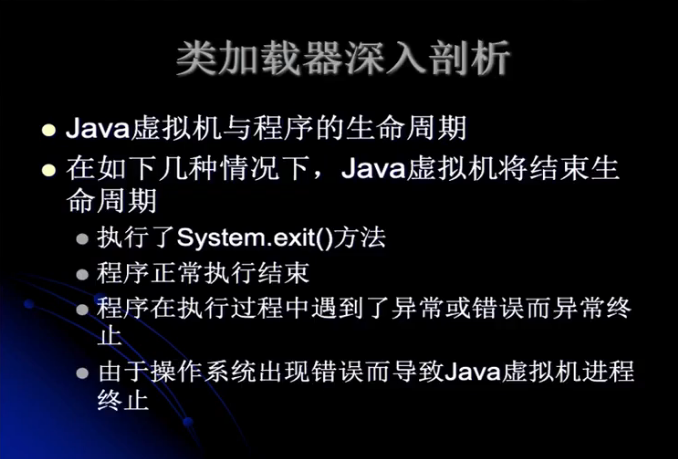 类加载器深入剖析
Java虚拟机与程序的生命周期
在如下几种情况下，Java虚拟机将结束生
命周期
执行了System.exit()方法
程序正常执行结束
程序在执行过程中遇到了异常或错误而异常终
止
由于操作系统出现错误而导致Java虚拟机进程
终止